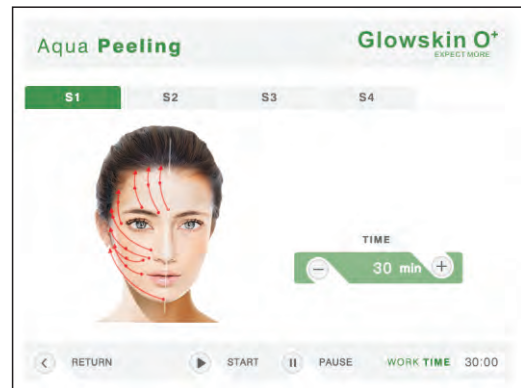 Aqua Peeling
Glowskin O+
EXPECT MORE
S1 S2 S3 S4
TIME
− 30 min +
RETURN START PAUSE WORK TIME 30:00